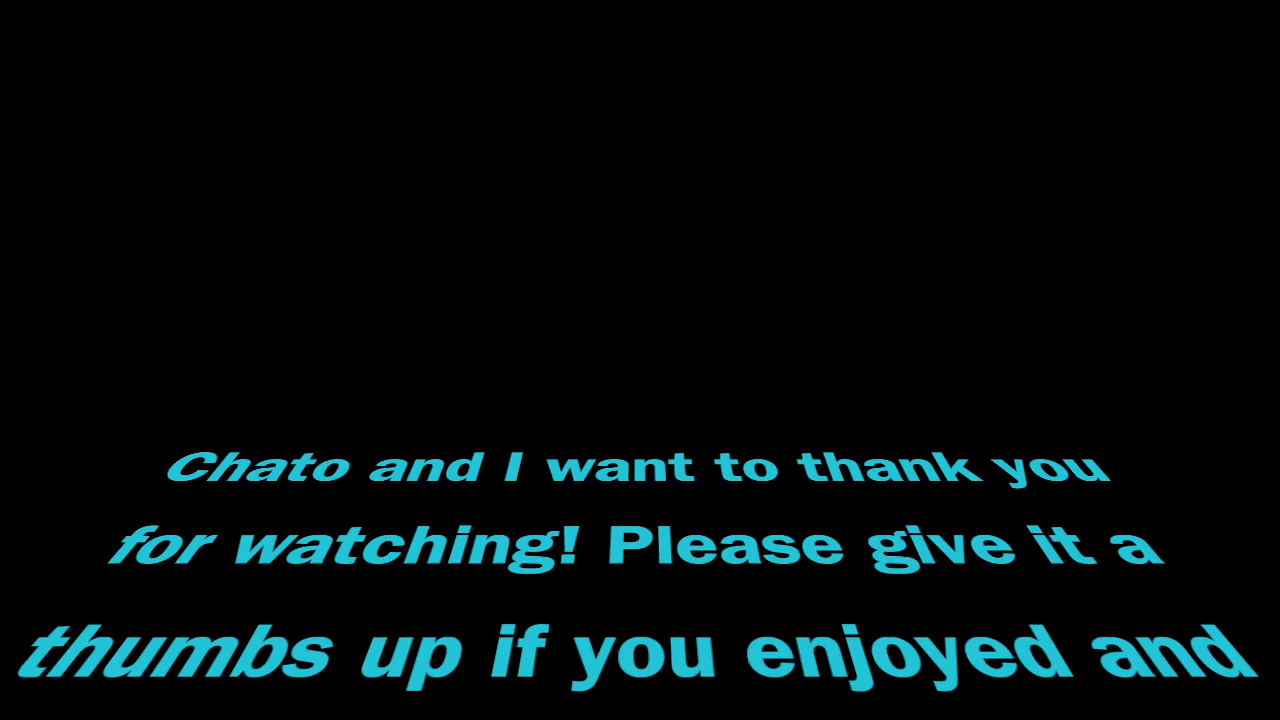 Chato and I want to thank you
for watching! Please give it a
thumbs up if you enjoyed and